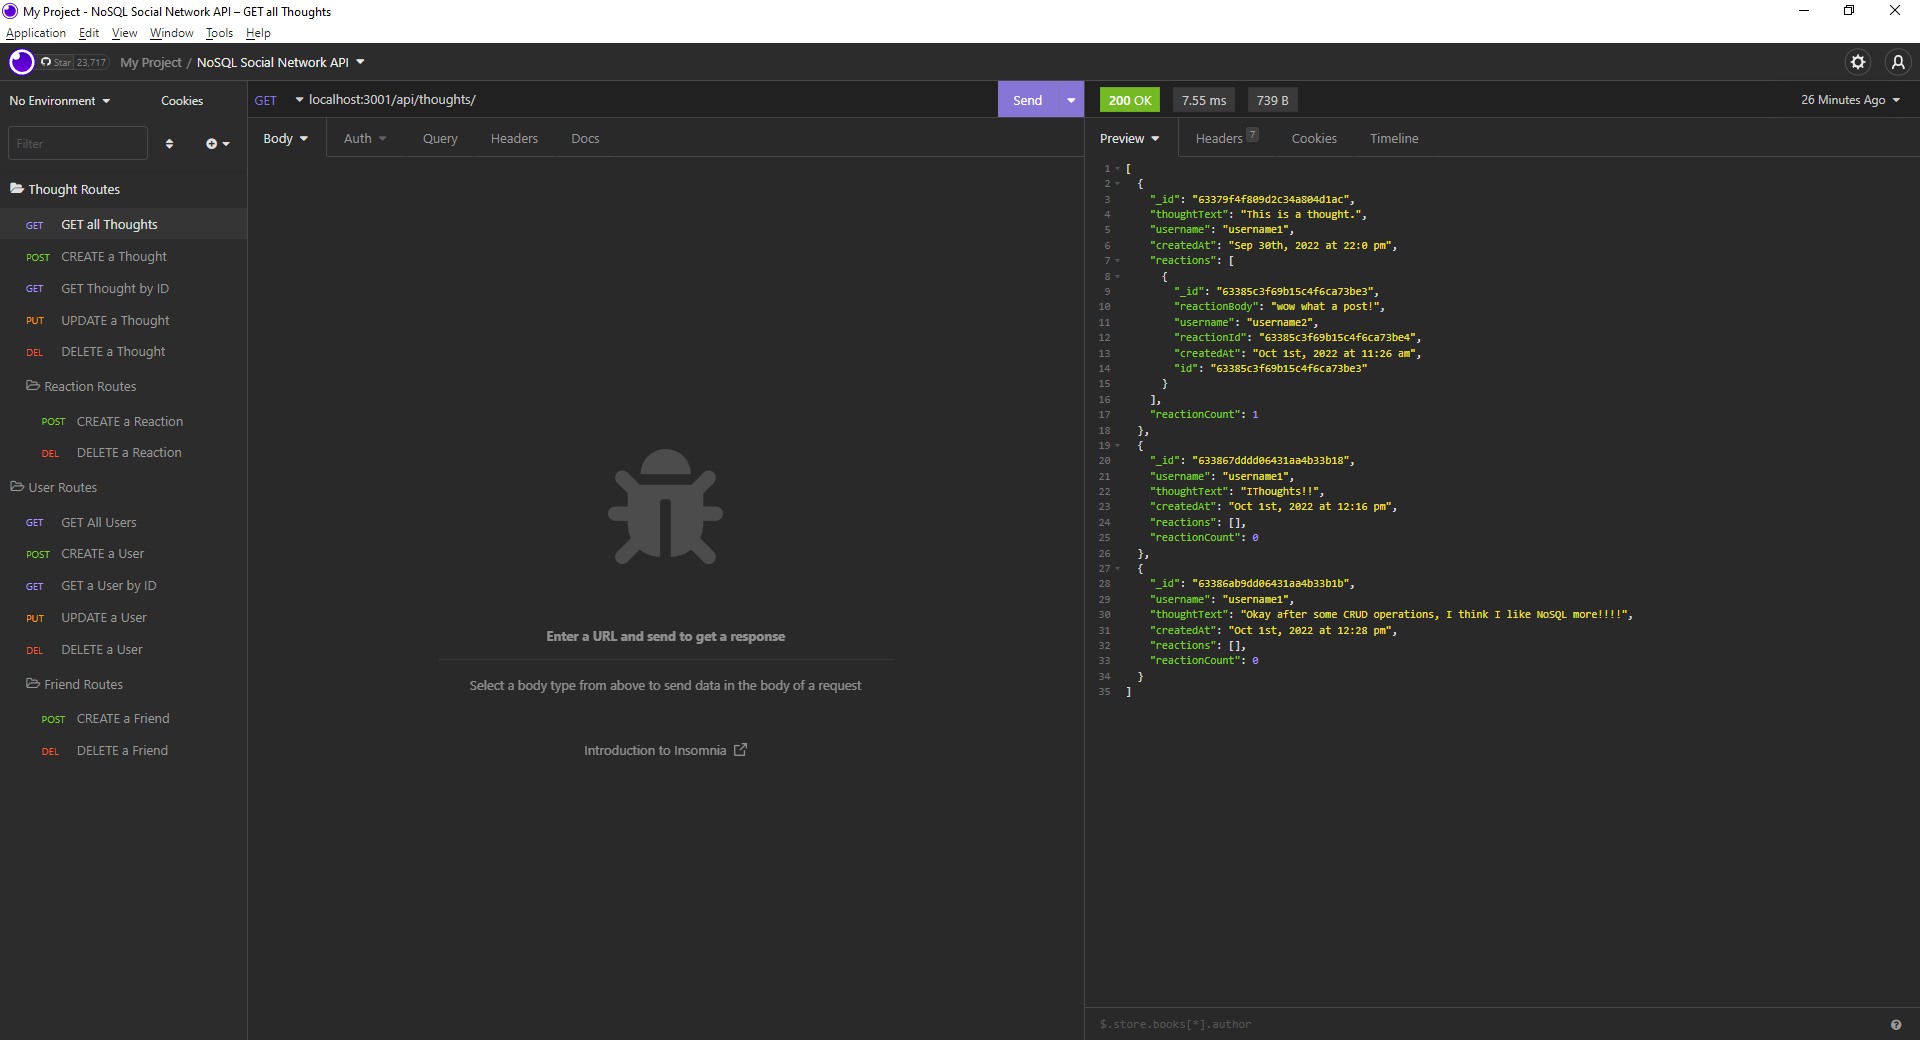 My Project - NoSQL Social Network API – GET all Thoughts
Application Edit View Window Tools Help
Star 23,717 My Project / NoSQL Social Network API
No Environment Cookies
Filter
Thought Routes
GET GET all Thoughts
POST CREATE a Thought
GET GET Thought by ID
PUT UPDATE a Thought
DEL DELETE a Thought
Reaction Routes
POST CREATE a Reaction
DEL DELETE a Reaction
User Routes
GET GET All Users
POST CREATE a User
GET GET a User by ID
PUT UPDATE a User
DEL DELETE a User
Friend Routes
POST CREATE a Friend
DEL DELETE a Friend
GET localhost:3001/api/thoughts/ Send
Body Auth Query Headers Docs
Enter a URL and send to get a response
Select a body type from above to send data in the body of a request
Introduction to Insomnia
200 OK 7.55 ms 739 B 26 Minutes Ago
Preview Headers 7 Cookies Timeline
1 [
2 {
3 "_id": "63379f4f809d2c34a804d1ac",
4 "thoughtText": "This is a thought.",
5 "username": "username1",
6 "createdAt": "Sep 30th, 2022 at 22:0 pm",
7 "reactions": [
8 {
9 "_id": "63385c3f69b15c4f6ca73be3",
10 "reactionBody": "wow what a post!",
11 "username": "username2",
12 "reactionId": "63385c3f69b15c4f6ca73be4",
13 "createdAt": "Oct 1st, 2022 at 11:26 am",
14 "id": "63385c3f69b15c4f6ca73be3"
15 }
16 ],
17 "reactionCount": 1
18 },
19 {
20 "_id": "633867dddd06431aa4b33b18",
21 "username": "username1",
22 "thoughtText": "IThoughts!!",
23 "createdAt": "Oct 1st, 2022 at 12:16 pm",
24 "reactions": [],
25 "reactionCount": 0
26 },
27 {
28 "_id": "63386ab9dd06431aa4b33b1b",
29 "username": "username1",
30 "thoughtText": "Okay after some CRUD operations, I think I like NoSQL more!!!!",
31 "createdAt": "Oct 1st, 2022 at 12:28 pm",
32 "reactions": [],
33 "reactionCount": 0
34 }
35 ]
$.store.books[*].author